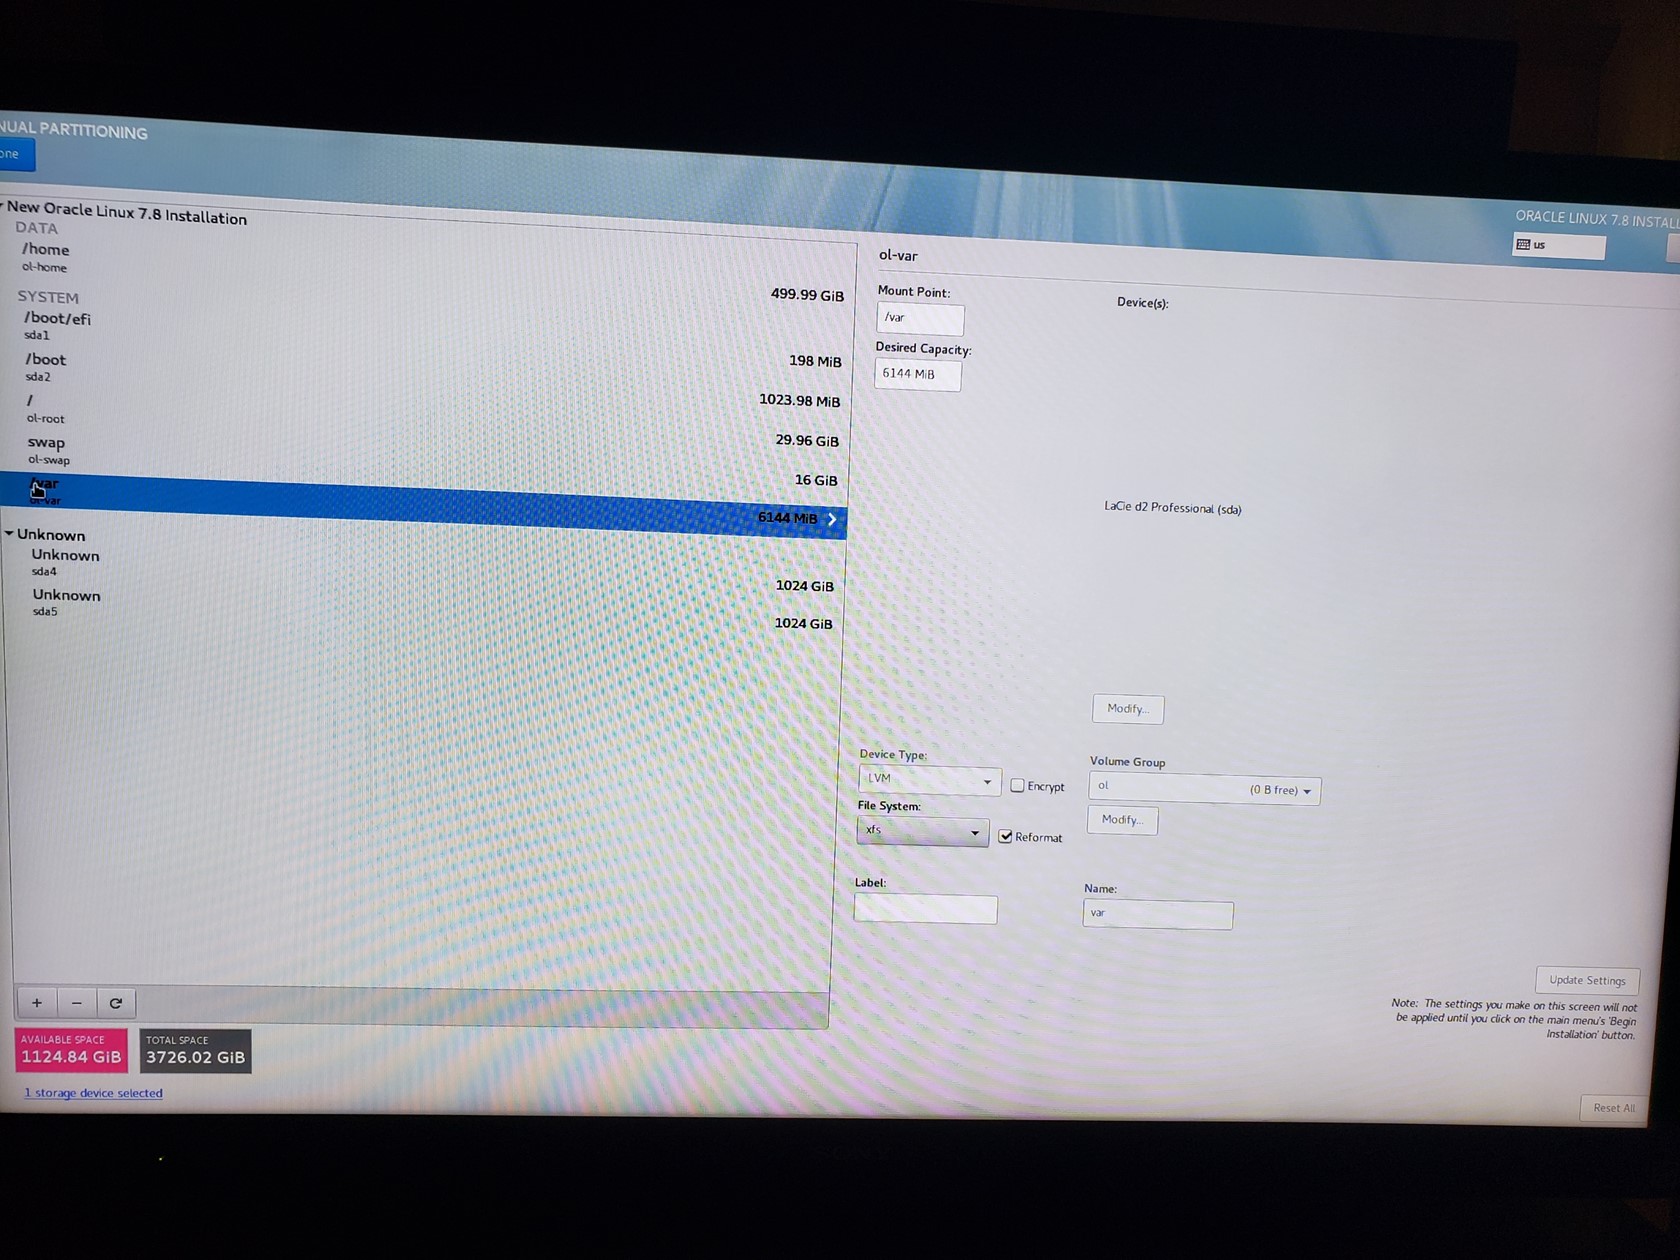 NUAL PARTITIONING
one
ORACLE LINUX 7.8 INSTALL
us
New Oracle Linux 7.8 Installation
DATA
/home
ol-home
499.99 GiB
SYSTEM
/boot/efi
sda1
198 MiB
/boot
sda2
1023.98 MiB
/
ol-root
29.96 GiB
swap
ol-swap
16 GiB
/var
ol-var
6144 MiB
Unknown
Unknown
sda4
1024 GiB
Unknown
sda5
1024 GiB
+ −
AVAILABLE SPACE
1124.84 GiB
TOTAL SPACE
3726.02 GiB
1 storage device selected
ol-var
Mount Point:
/var
Desired Capacity:
6144 MiB
Device(s):
LaCie d2 Professional (sda)
Modify...
Device Type:
LVM
Encrypt
Volume Group
ol (0 B free)
Modify...
File System:
xfs
Reformat
Label:
Name:
var
Update Settings
Note: The settings you make on this screen will not
be applied until you click on the main menu's 'Begin
Installation' button.
Reset All